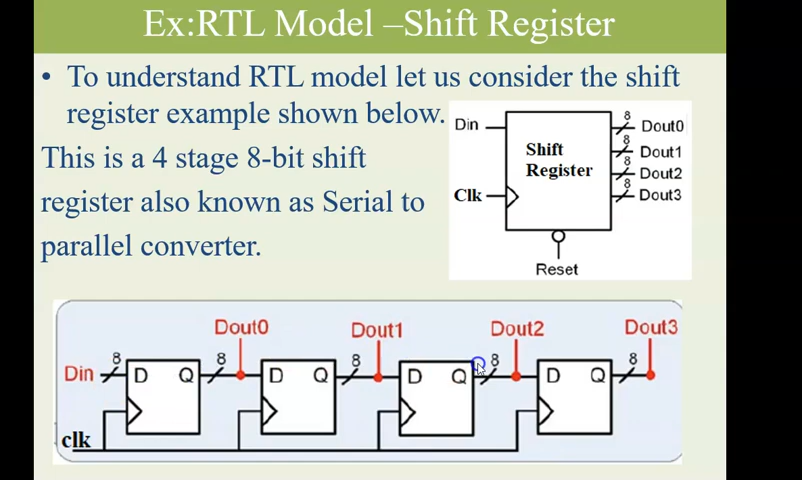 Ex:RTL Model –Shift Register
• To understand RTL model let us consider the shift
register example shown below.
This is a 4 stage 8-bit shift
register also known as Serial to
parallel converter.
Din
Clk
Shift
Register
Reset
8 Dout0
8 Dout1
8 Dout2
8 Dout3
Dout0 Dout1 Dout2 Dout3
Din 8 D Q 8 D Q 8 D Q 8 D Q 8
clk